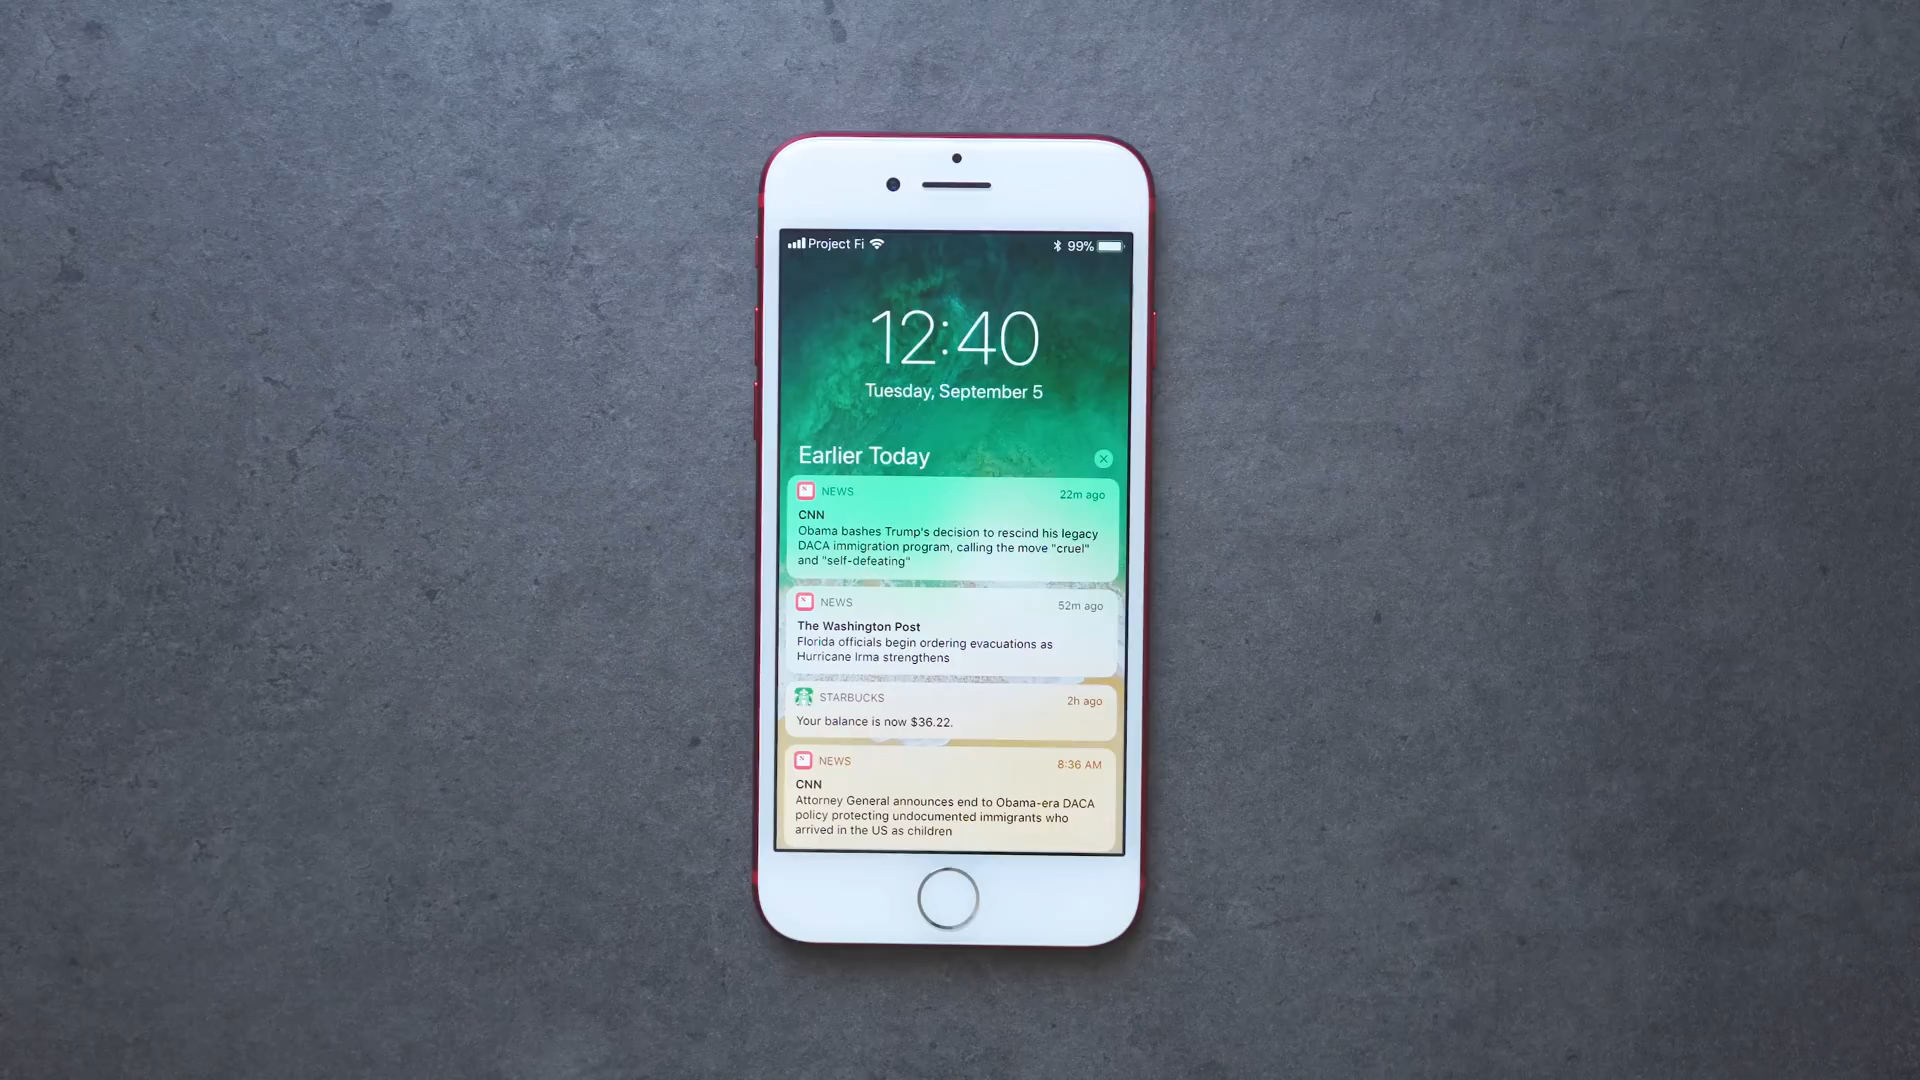 Project Fi
99%
12:40
Tuesday, September 5
Earlier Today
NEWS
22m ago
CNN
Obama bashes Trump's decision to rescind his legacy
DACA immigration program, calling the move "cruel"
and "self-defeating"
NEWS
52m ago
The Washington Post
Florida officials begin ordering evacuations as
Hurricane Irma strengthens
STARBUCKS
2h ago
Your balance is now $36.22.
NEWS
8:36 AM
CNN
Attorney General announces end to Obama-era DACA
policy protecting undocumented immigrants who
arrived in the US as children